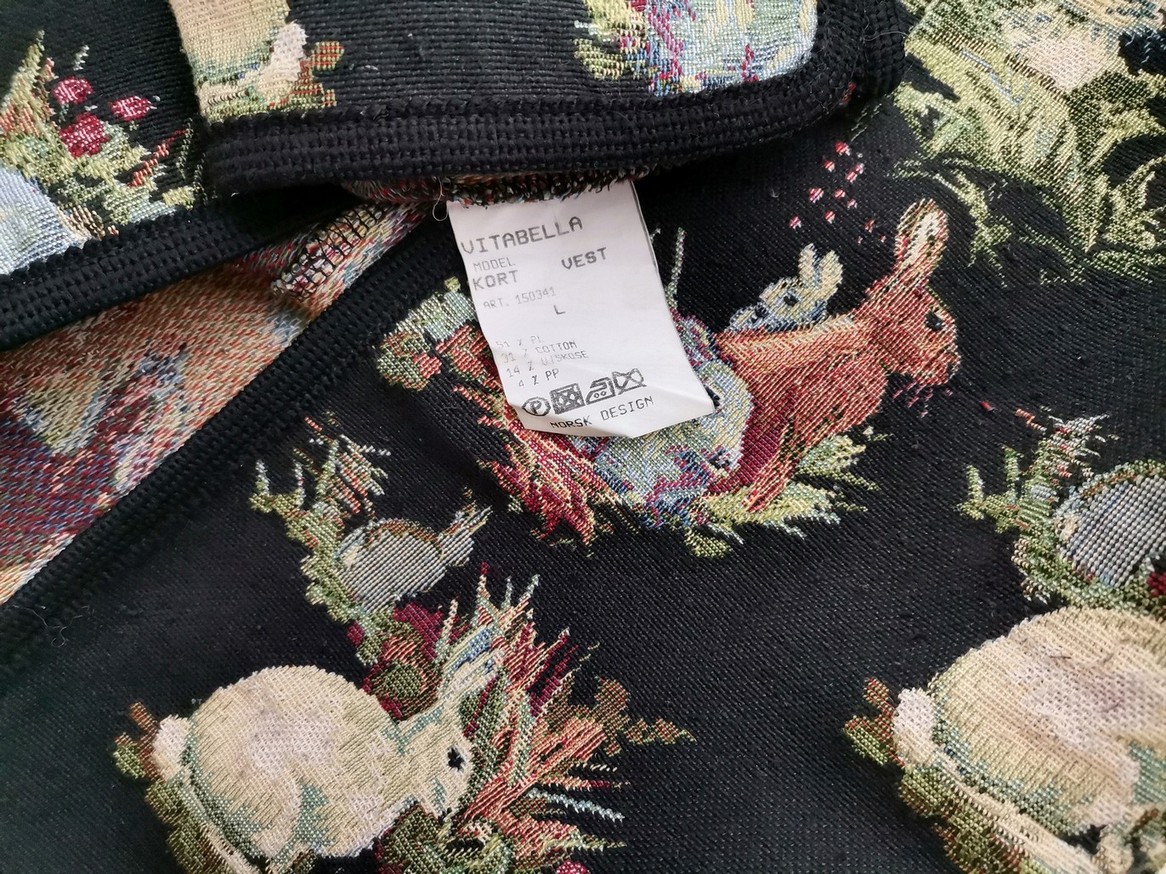 VITABELLA
MODEL
KORT VEST
ART. 150341
L
51 % PL
31 % COTTON
14 % VISKOSE
4 % PP
P
NORSK DESIGN